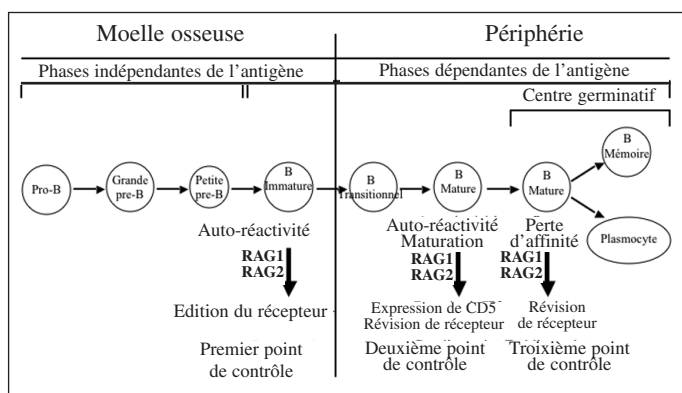 Moelle osseuse
Périphérie
Phases indépendantes de l'antigène
Phases dépendantes de l'antigène
Centre germinatif
Pro-B
Grande
pre-B
Petite
pre-B
B
Immature
B
Transitionnel
B
Mature
B
Mature
B
Mémoire
Plasmocyte
Auto-réactivité
RAG1
RAG2
Edition du récepteur
Premier point
de contrôle
Auto-réactivité
Maturation
RAG1
RAG2
Expression de CD5
Révision de récepteur
Deuxième point
de contrôle
Perte
d'affinité
RAG1
RAG2
Révision
de récepteur
Troixième point
de contrôle